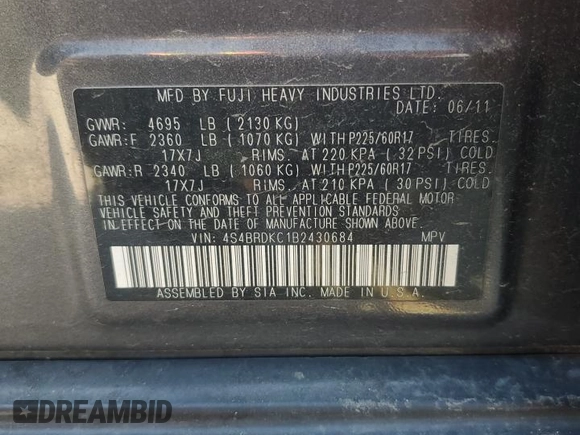 MFD BY FUJI HEAVY INDUSTRIES LTD.
DATE: 06/11
GVWR: 4695 LB ( 2130 KG)
GAWR:F 2360 LB ( 1070 KG) WITH P225/60R17 TIRES.
17X7J RIMS. AT 220 KPA ( 32 PSI) COLD
GAWR:R 2340 LB ( 1060 KG) WITH P225/60R17 TIRES.
17X7J RIMS. AT 210 KPA ( 30 PSI) COLD
THIS VEHICLE CONFORMS TO ALL APPLICABLE FEDERAL MOTOR
VEHICLE SAFETY AND THEFT PREVENTION STANDARDS IN
EFFECT ON THE DATE OF MANUFACTURE SHOWN ABOVE.
VIN: 4S4BRDKC1B2430684 MPV
ASSEMBLED BY SIA INC. MADE IN U.S.A.
DREAMBID